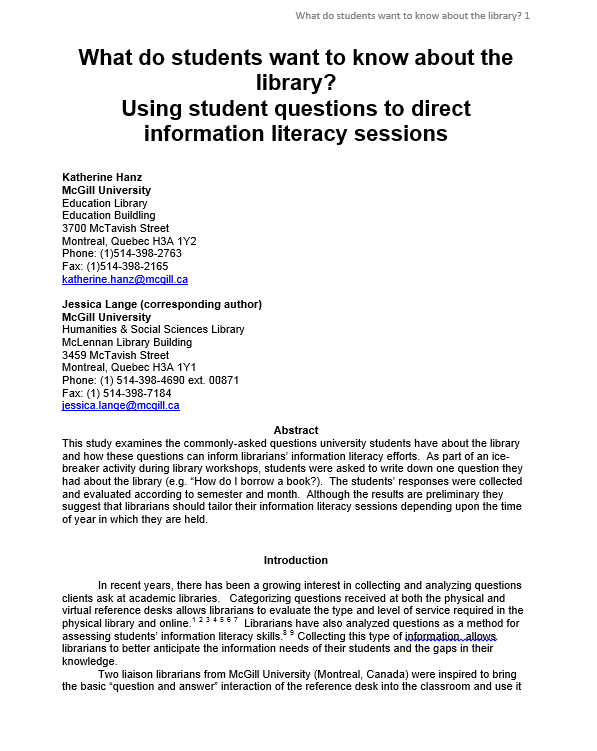 What do students want to know about the library? 1
What do students want to know about the
library?
Using student questions to direct
information literacy sessions
Katherine Hanz
McGill University
Education Library
Education Buildling
3700 McTavish Street
Montreal, Quebec H3A 1Y2
Phone: (1)514-398-2763
Fax: (1)514-398-2165
katherine.hanz@mcgill.ca
Jessica Lange (corresponding author)
McGill University
Humanities & Social Sciences Library
McLennan Library Building
3459 McTavish Street
Montreal, Quebec H3A 1Y1
Phone: (1) 514-398-4690 ext. 00871
Fax: (1) 514-398-7184
jessica.lange@mcgill.ca
Abstract
This study examines the commonly-asked questions university students have about the library
and how these questions can inform librarians' information literacy efforts. As part of an ice-
breaker activity during library workshops, students were asked to write down one question they
had about the library (e.g. "How do I borrow a book?). The students' responses were collected
and evaluated according to semester and month. Although the results are preliminary they
suggest that librarians should tailor their information literacy sessions depending upon the time
of year in which they are held.
Introduction
In recent years, there has been a growing interest in collecting and analyzing questions
clients ask at academic libraries. Categorizing questions received at both the physical and
virtual reference desks allows librarians to evaluate the type and level of service required in the
physical library and online.1 2 3 4 5 6 7 Librarians have also analyzed questions as a method for
assessing students' information literacy skills.8 9 Collecting this type of information, allows
librarians to better anticipate the information needs of their students and the gaps in their
knowledge.
Two liaison librarians from McGill University (Montreal, Canada) were inspired to bring
the basic "question and answer" interaction of the reference desk into the classroom and use it